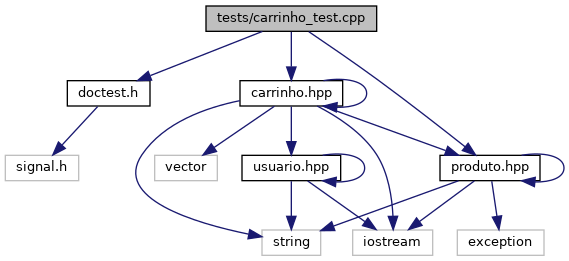 tests/carrinho_test.cpp
doctest.h
carrinho.hpp
signal.h
vector
usuario.hpp
produto.hpp
string
iostream
exception